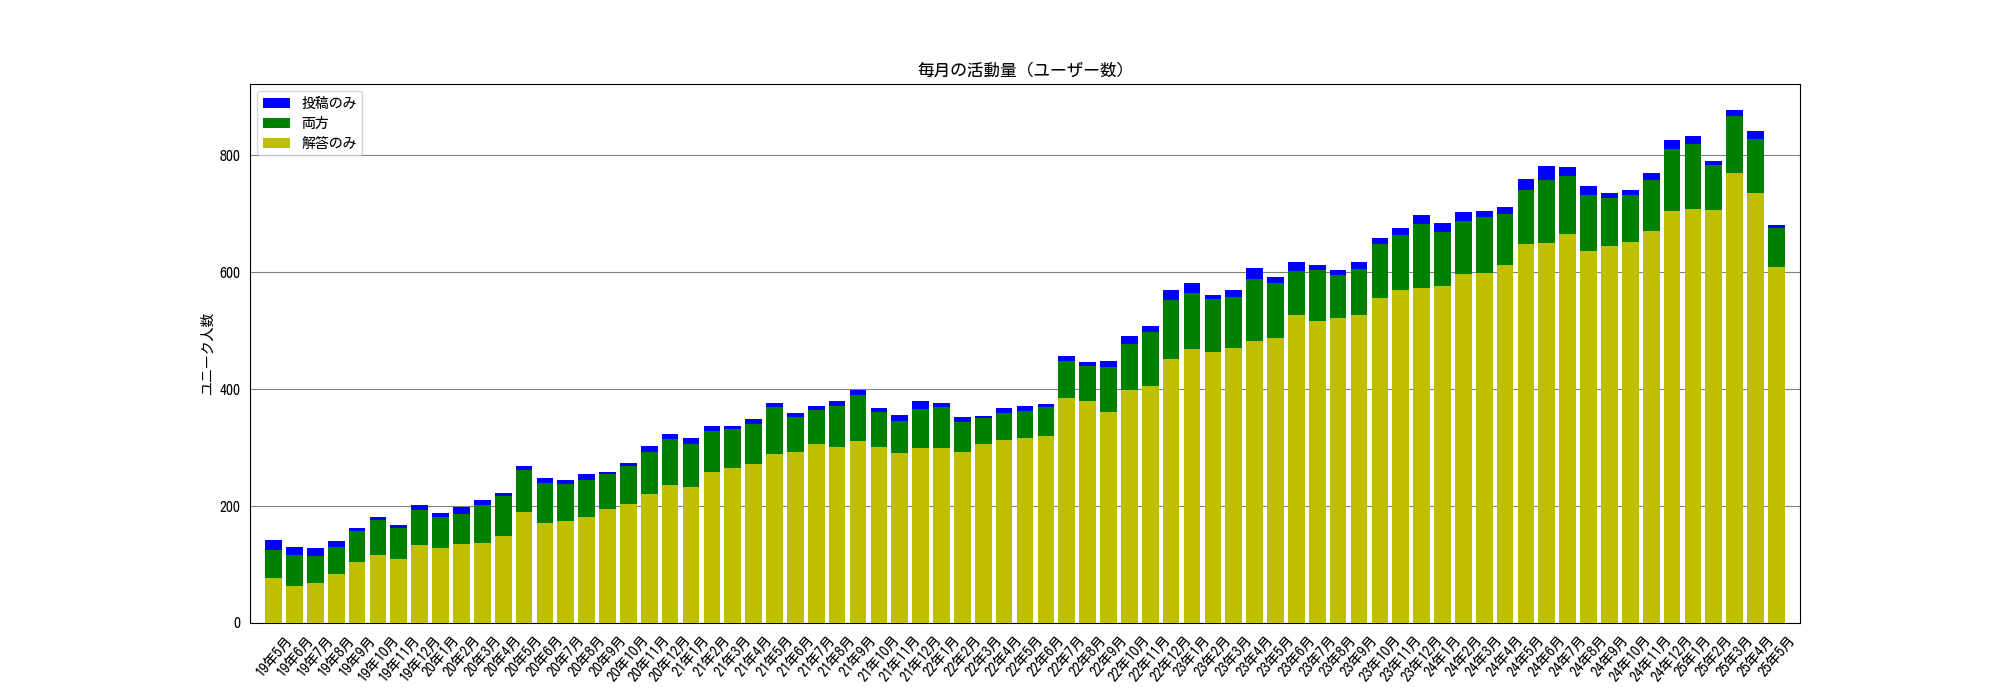 毎月の活動量（ユーザー数）
投稿のみ
両方
解答のみ
ユニーク人数
800
600
400
200
0
19年5月
19年6月
19年7月
19年8月
19年9月
19年10月
19年11月
19年12月
20年1月
20年2月
20年3月
20年4月
20年5月
20年6月
20年7月
20年8月
20年9月
20年10月
20年11月
20年12月
21年1月
21年2月
21年3月
21年4月
21年5月
21年6月
21年7月
21年8月
21年9月
21年10月
21年11月
21年12月
22年1月
22年2月
22年3月
22年4月
22年5月
22年6月
22年7月
22年8月
22年9月
22年10月
22年11月
22年12月
23年1月
23年2月
23年3月
23年4月
23年5月
23年6月
23年7月
23年8月
23年9月
23年10月
23年11月
23年12月
24年1月
24年2月
24年3月
24年4月
24年5月
24年6月
24年7月
24年8月
24年9月
24年10月
24年11月
24年12月
25年1月
25年2月
25年3月
25年4月
25年5月